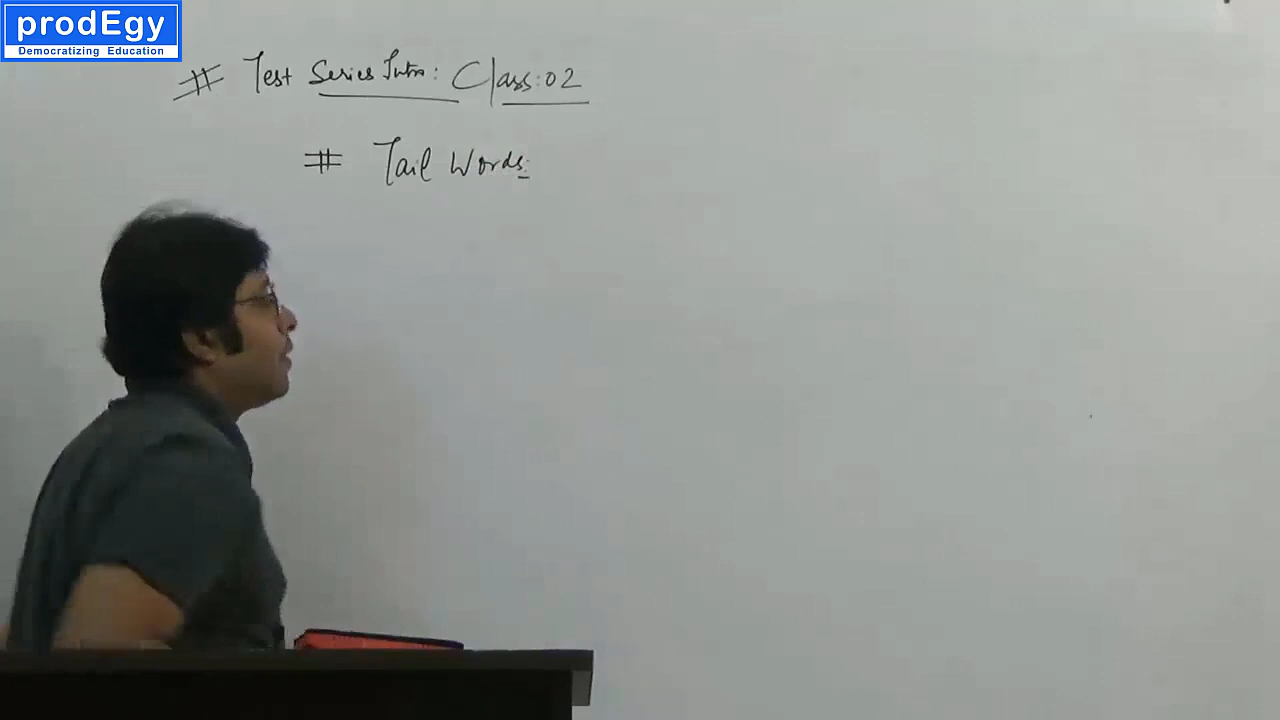 prodEgy
Democratizing Education
# Test Series Intro: Class:02
# Tail Words: